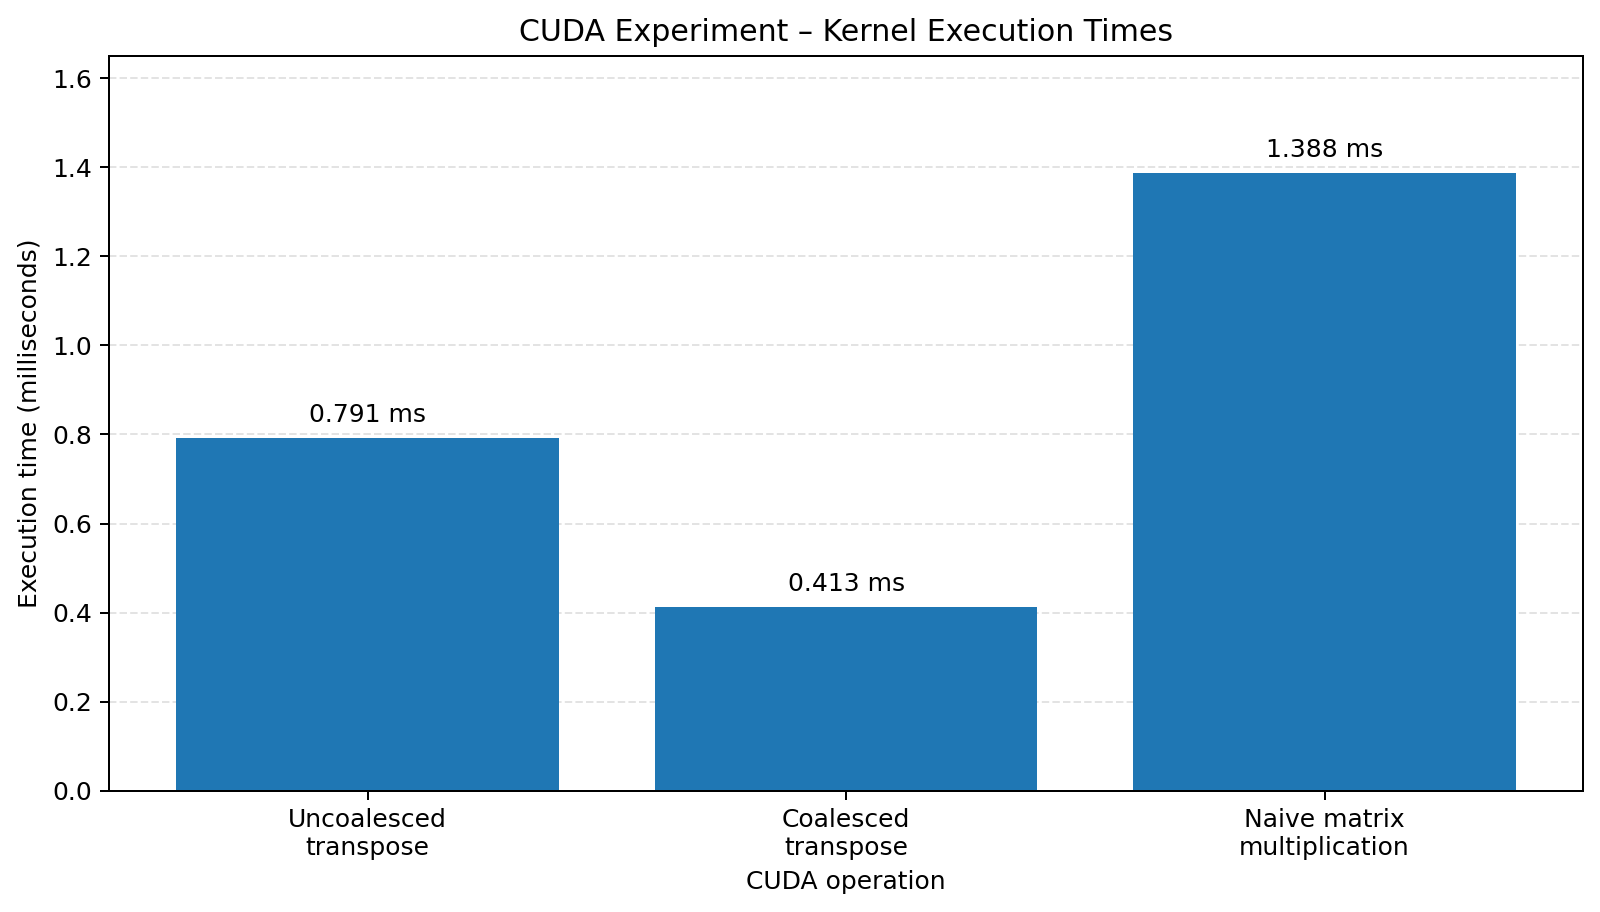 CUDA Experiment – Kernel Execution Times
Execution time (milliseconds)
1.6
1.4
1.2
1.0
0.8
0.6
0.4
0.2
0.0
0.791 ms
0.413 ms
1.388 ms
Uncoalesced
transpose
Coalesced
transpose
Naive matrix
multiplication
CUDA operation